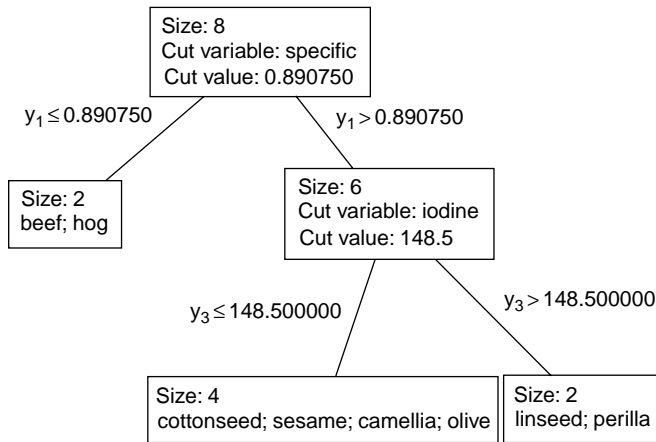 Size: 8
Cut variable: specific
Cut value: 0.890750
y₁ ≤ 0.890750
y₁ > 0.890750
Size: 2
beef; hog
Size: 6
Cut variable: iodine
Cut value: 148.5
y₃ ≤ 148.500000
y₃ > 148.500000
Size: 4
cottonseed; sesame; camellia; olive
Size: 2
linseed; perilla